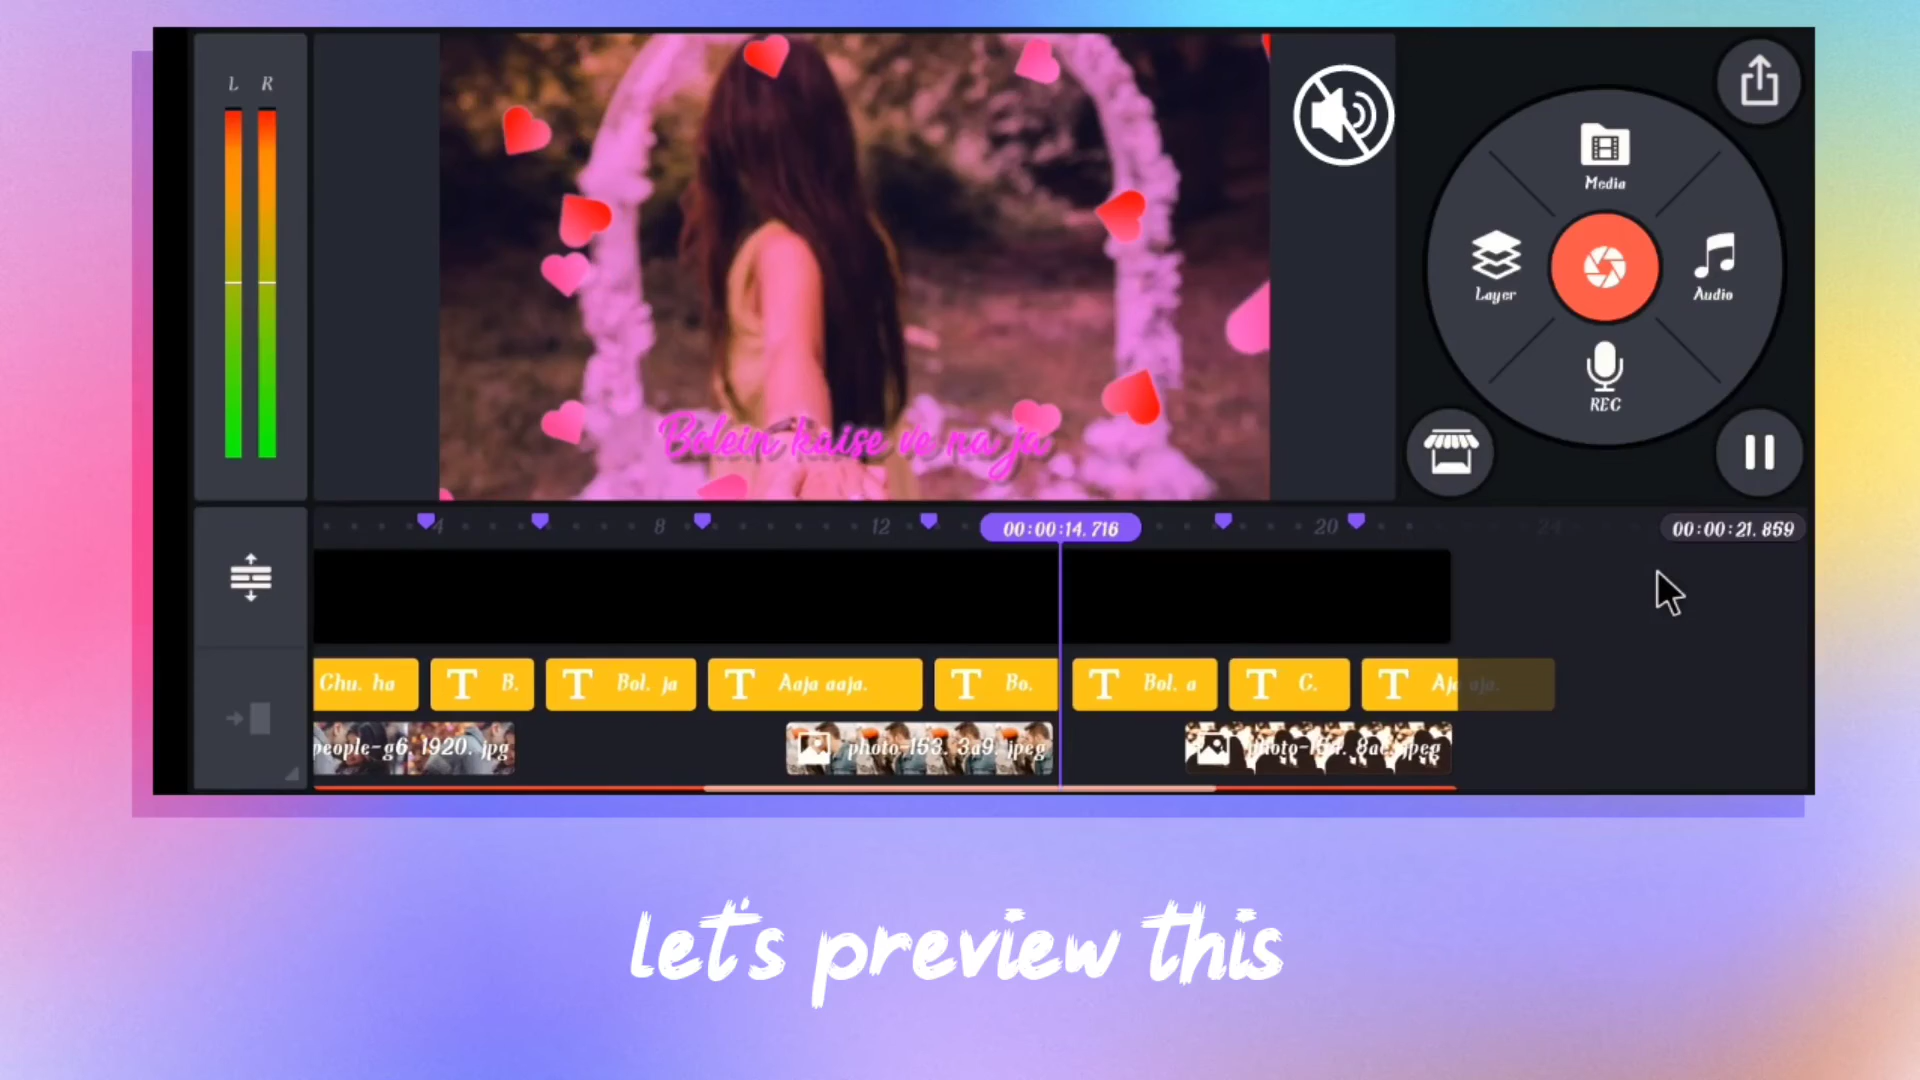 L R
Media
Layer
Audio
REC
Bolein kaise ve na ja
4 8 12 00:00:14.716 20 24 00:00:21.859
Chu. ha
B.
Bol. ja
Aaja aaja.
Bo.
Bol. a
C.
Aja aja.
people-g6. 1920. jpg
photo-153. 3a9. jpeg
let's preview this